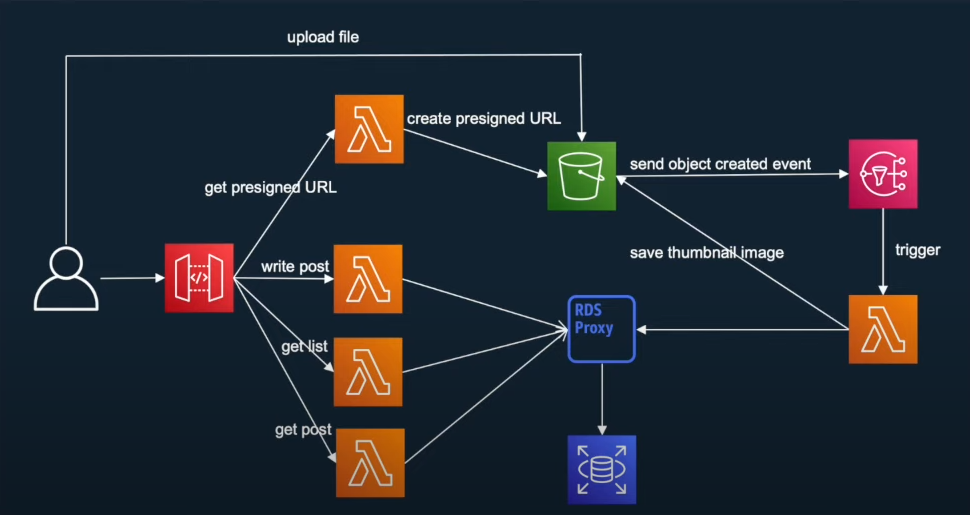 upload file
create presigned URL
send object created event
get presigned URL
save thumbnail image
trigger
write post
RDS
Proxy
get list
get post